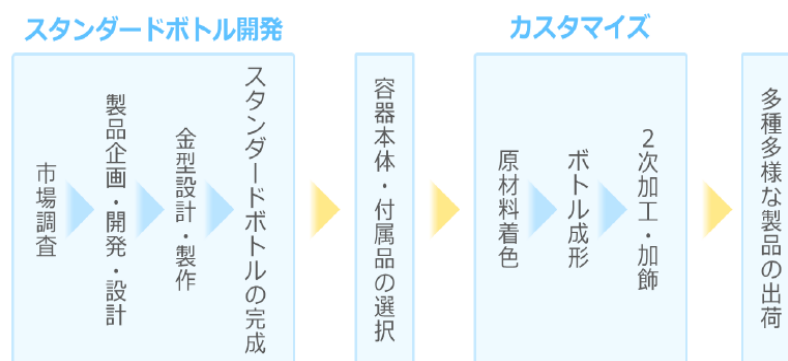 スタンダードボトル開発
市場調査
製品企画・開発・設計
金型設計・製作
スタンダードボトルの完成
容器本体・付属品の選択
カスタマイズ
原材料着色
ボトル成形
2次加工・加飾
多種多様な製品の出荷